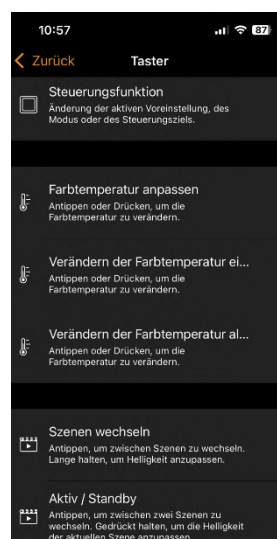 10:57
87
Zurück
Taster
Steuerungsfunktion
Änderung der aktiven Voreinstellung, des
Modus oder des Steuerungsziels.
Farbtemperatur anpassen
Antippen oder Drücken, um die
Farbtemperatur zu verändern.
Verändern der Farbtemperatur ei...
Antippen oder Drücken, um die
Farbtemperatur zu verändern.
Verändern der Farbtemperatur al...
Antippen oder Drücken, um die
Farbtemperatur zu verändern.
Szenen wechseln
Antippen, um zwischen Szenen zu wechseln.
Lange halten, um Helligkeit anzupassen.
Aktiv / Standby
Antippen, um zwischen zwei Szenen zu
wechseln. Gedrückt halten, um die Helligkeit
der aktuellen Szene anzupassen